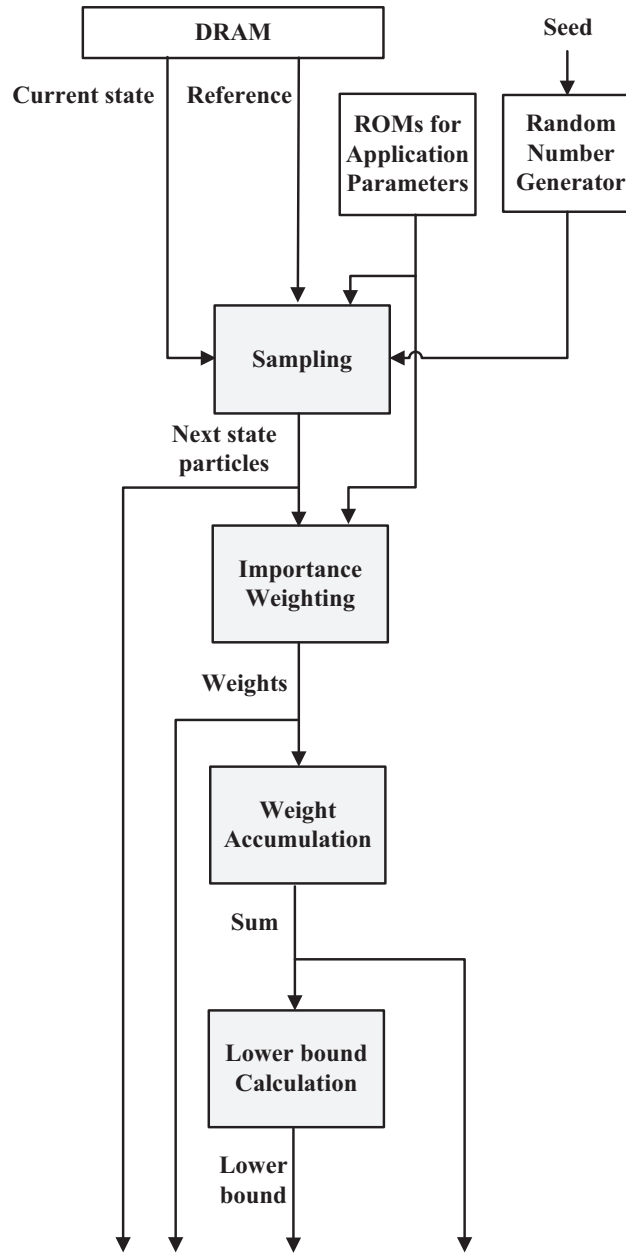 DRAM
Seed
Current state
Reference
ROMs for
Application
Parameters
Random
Number
Generator
Sampling
Next state
particles
Importance
Weighting
Weights
Weight
Accumulation
Sum
Lower bound
Calculation
Lower
bound